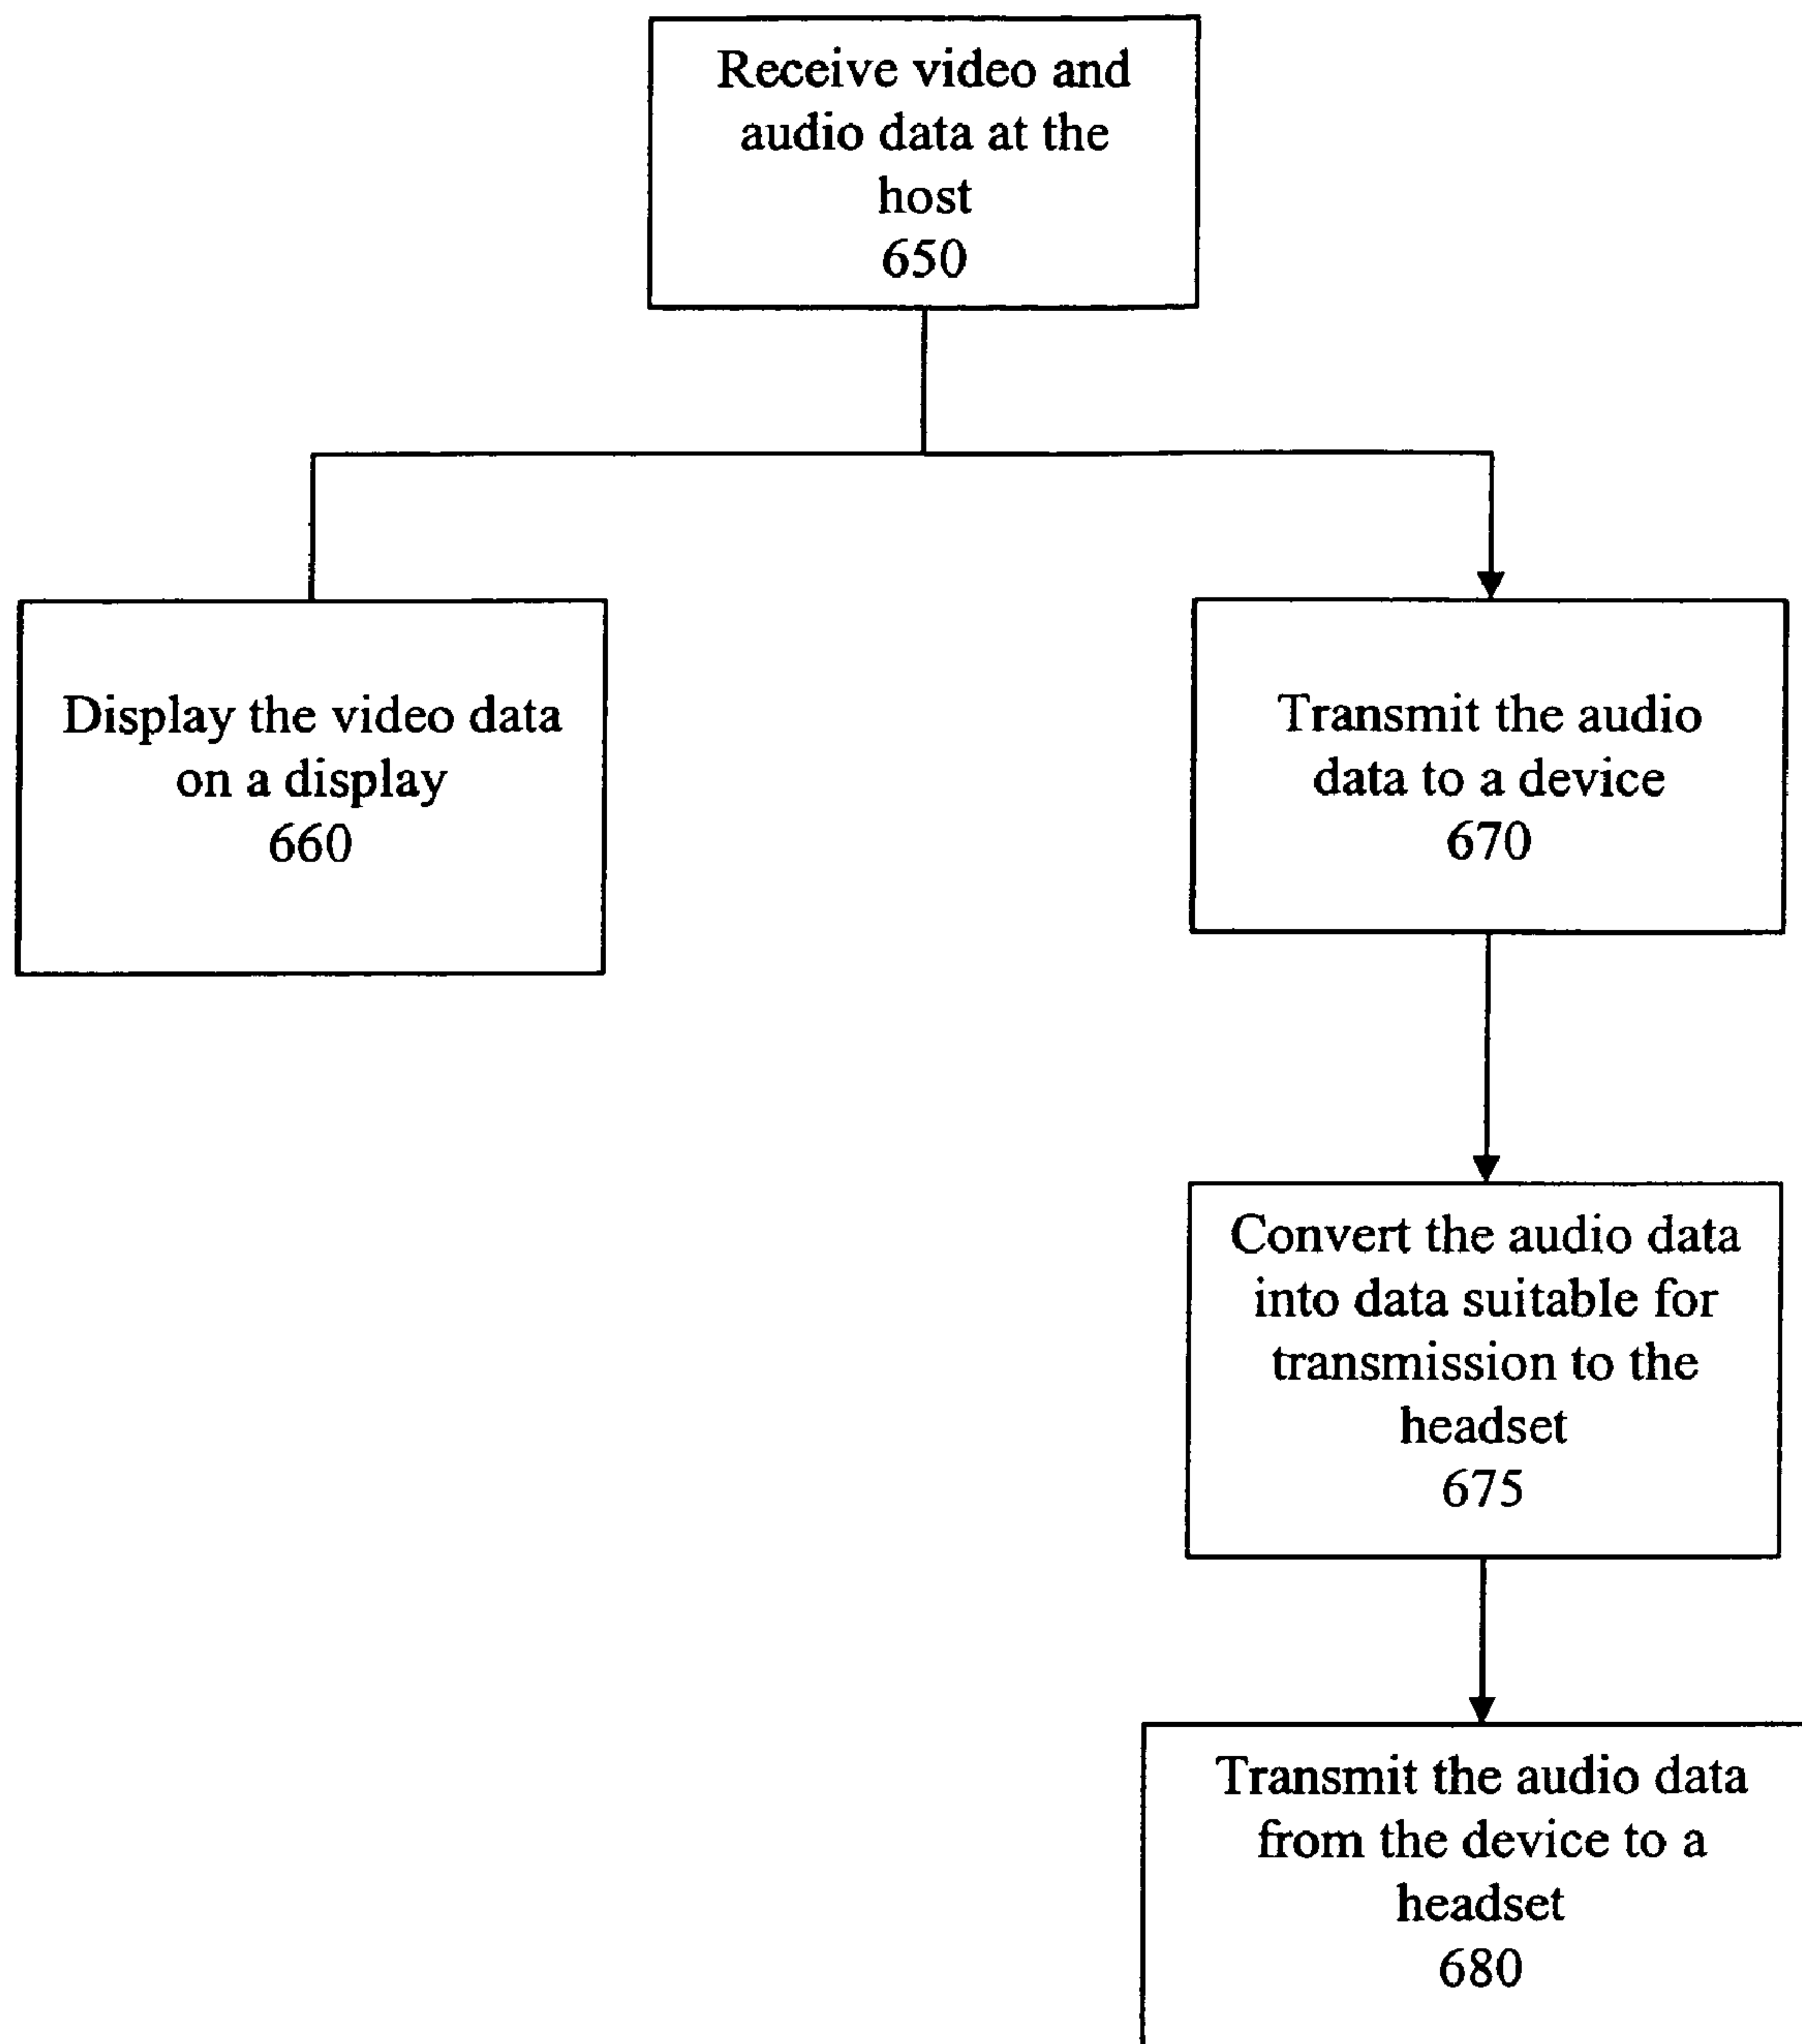 Receive video and
audio data at the
host
650
Display the video data
on a display
660
Transmit the audio
data to a device
670
Convert the audio data
into data suitable for
transmission to the
headset
675
Transmit the audio data
from the device to a
headset
680